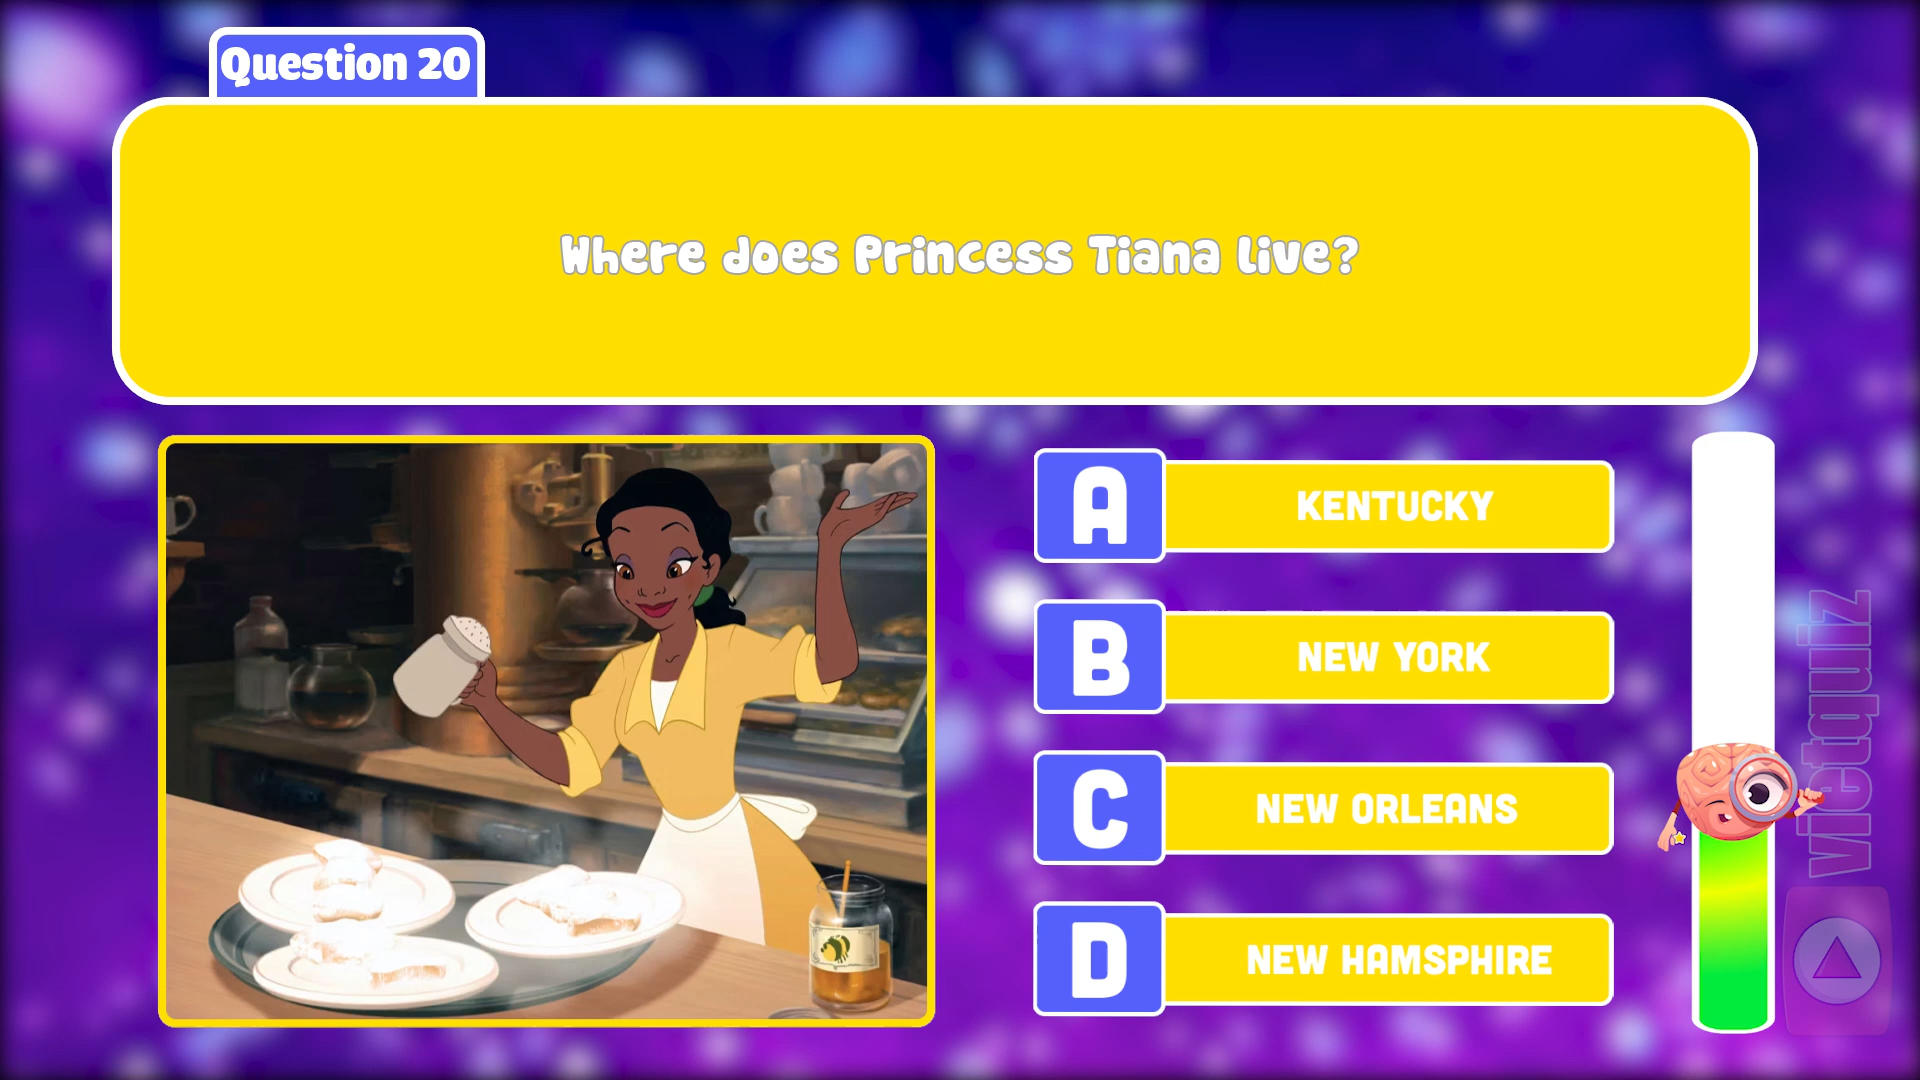 Question 20
Where does Princess Tiana live?
A
KENTUCKY
B
NEW YORK
C
NEW ORLEANS
D
NEW HAMSPHIRE
vietquiz